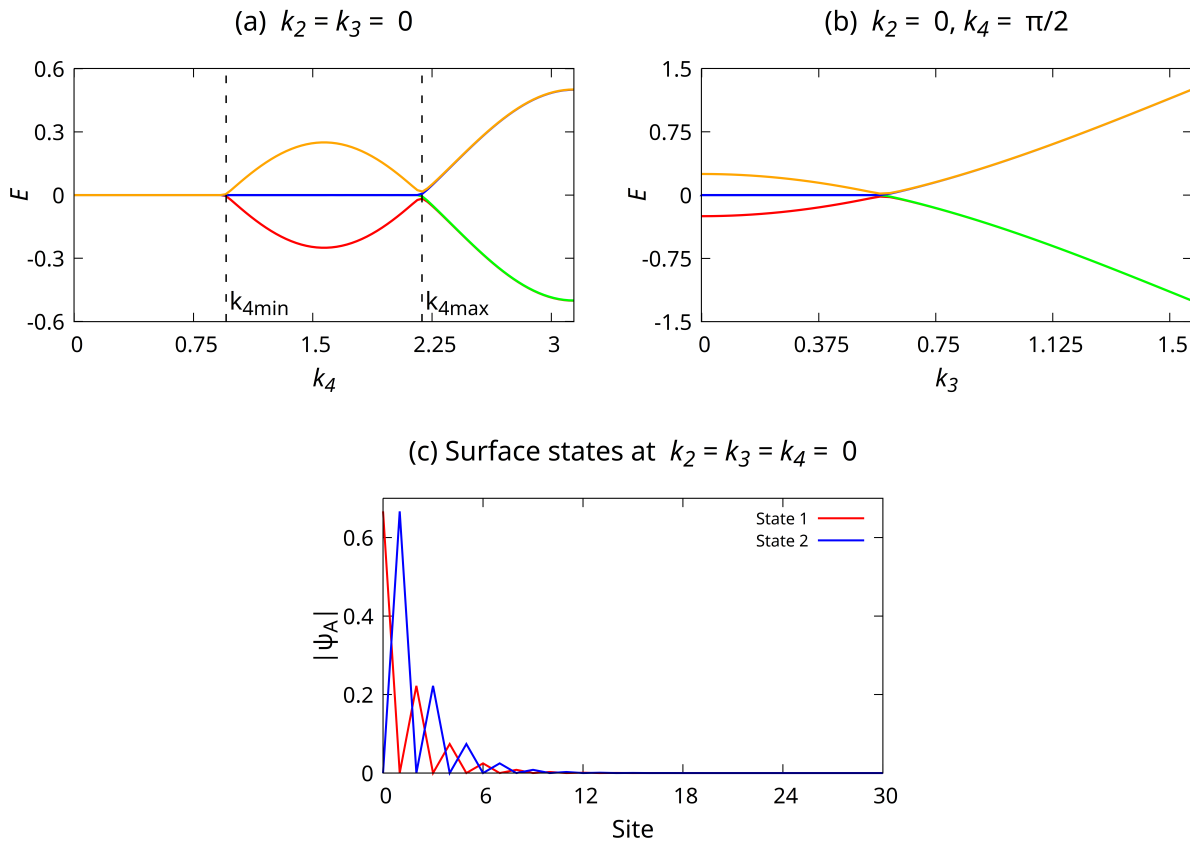 (a) k2 = k3 = 0
0.6
0.3
0
-0.3
-0.6
E
k4min
k4max
0
0.75
1.5
2.25
3
k4
(b) k2 = 0, k4 = π/2
1.5
0.75
0
-0.75
-1.5
E
0
0.375
0.75
1.125
1.5
k3
(c) Surface states at k2 = k3 = k4 = 0
State 1
State 2
0.6
0.4
0.2
0
|ψA|
0
6
12
18
24
30
Site